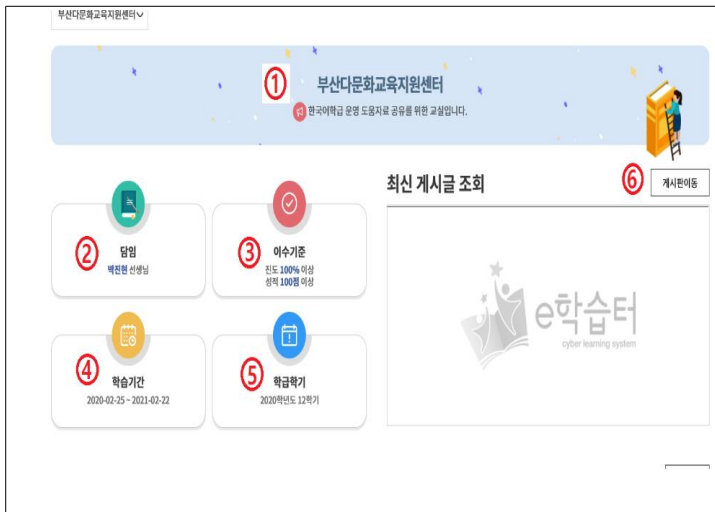 부산다문화교육지원센터
① 부산다문화교육지원센터
한국어학급 운영 도움자료 공유를 위한 교실입니다.
최신 게시글 조회
⑥ 게시판이동
② 담임
박진현 선생님
③ 이수기준
진도 100% 이상
성적 100점 이상
④ 학습기간
2020-02-25 ~ 2021-02-22
⑤ 학급학기
2020학년도 12학기
e학습터
cyber learning system